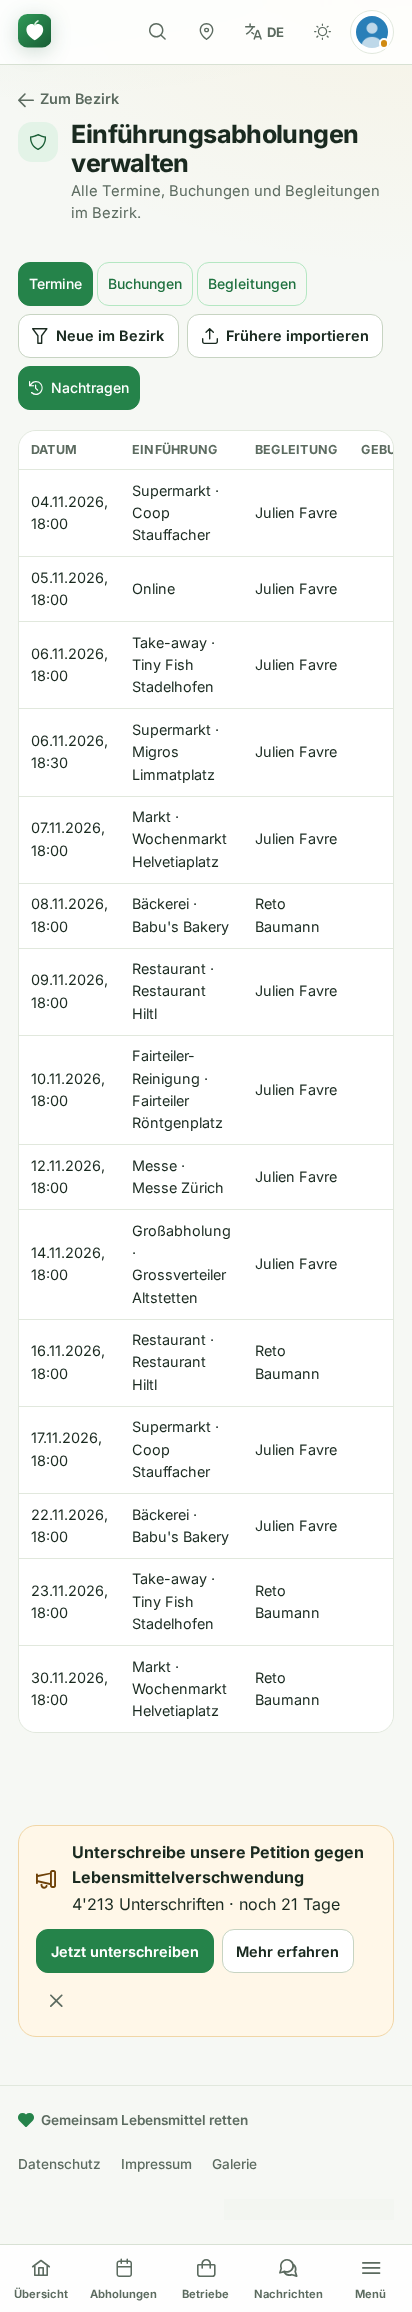 DE
Zum Bezirk
Einführungsabholungen
verwalten
Alle Termine, Buchungen und Begleitungen
im Bezirk.
Termine
Buchungen
Begleitungen
Neue im Bezirk
Frühere importieren
Nachtragen
DATUM EINFÜHRUNG BEGLEITUNG GEBU
04.11.2026,
18:00
Supermarkt ·
Coop
Stauffacher
Julien Favre
05.11.2026,
18:00
Online
Julien Favre
06.11.2026,
18:00
Take-away ·
Tiny Fish
Stadelhofen
Julien Favre
06.11.2026,
18:30
Supermarkt ·
Migros
Limmatplatz
Julien Favre
07.11.2026,
18:00
Markt ·
Wochenmarkt
Helvetiaplatz
Julien Favre
08.11.2026,
18:00
Bäckerei ·
Babu's Bakery
Reto
Baumann
09.11.2026,
18:00
Restaurant ·
Restaurant
Hiltl
Julien Favre
10.11.2026,
18:00
Fairteiler-
Reinigung ·
Fairteiler
Röntgenplatz
Julien Favre
12.11.2026,
18:00
Messe ·
Messe Zürich
Julien Favre
14.11.2026,
18:00
Großabholung
·
Grossverteiler
Altstetten
Julien Favre
16.11.2026,
18:00
Restaurant ·
Restaurant
Hiltl
Reto
Baumann
17.11.2026,
18:00
Supermarkt ·
Coop
Stauffacher
Julien Favre
22.11.2026,
18:00
Bäckerei ·
Babu's Bakery
Julien Favre
23.11.2026,
18:00
Take-away ·
Tiny Fish
Stadelhofen
Reto
Baumann
30.11.2026,
18:00
Markt ·
Wochenmarkt
Helvetiaplatz
Reto
Baumann
Unterschreibe unsere Petition gegen
Lebensmittelverschwendung
4'213 Unterschriften · noch 21 Tage
Jetzt unterschreiben
Mehr erfahren
Gemeinsam Lebensmittel retten
Datenschutz Impressum Galerie
Übersicht Abholungen Betriebe Nachrichten Menü